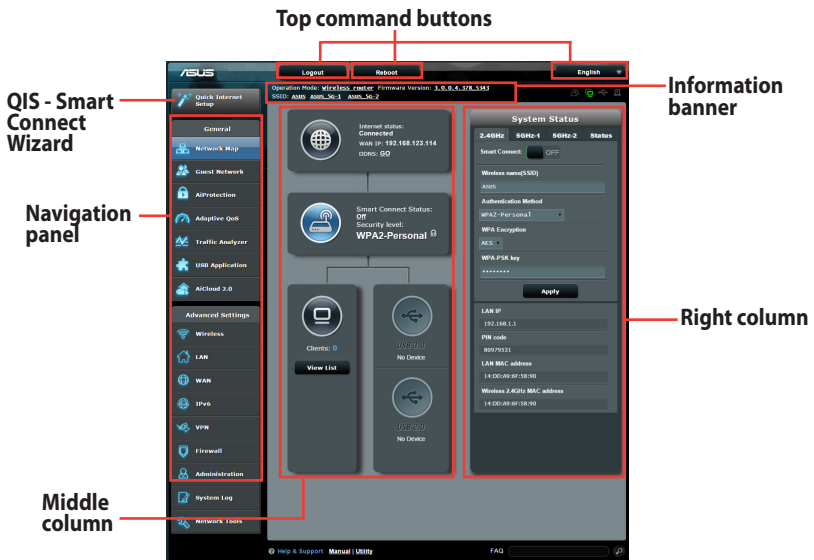 Top command buttons
ASUS
Logout
Reboot
English
Operation Mode: Wireless router Firmware Version: 3.0.0.4.378_5343
SSID: ASUS ASUS_5G-1 ASUS_5G-2
Information
banner
QIS - Smart
Connect
Wizard
Quick Internet
Setup
General
Network Map
Guest Network
AiProtection
Adaptive QoS
Traffic Analyzer
USB Application
AiCloud 2.0
Navigation
panel
Advanced Settings
Wireless
LAN
WAN
IPv6
VPN
Firewall
Administration
System Log
Network Tools
Internet status:
Connected
WAN IP: 192.168.123.114
DDNS: GO
Smart Connect Status:
Off
Security level:
WPA2-Personal
Clients: 0
View List
USB 3.0
No Device
USB 2.0
No Device
System Status
2.4GHz 5GHz-1 5GHz-2 Status
Smart Connect: OFF
Wireless name(SSID)
ASUS
Authentication Method
WPA2-Personal
WPA Encryption
AES
WPA-PSK key
••••••••
Apply
LAN IP
192.168.1.1
PIN code
80979531
LAN MAC address
14:DD:A9:6F:58:90
Wireless 2.4GHz MAC address
14:DD:A9:6F:58:90
Right column
Middle
column
Help & Support Manual | Utility
FAQ